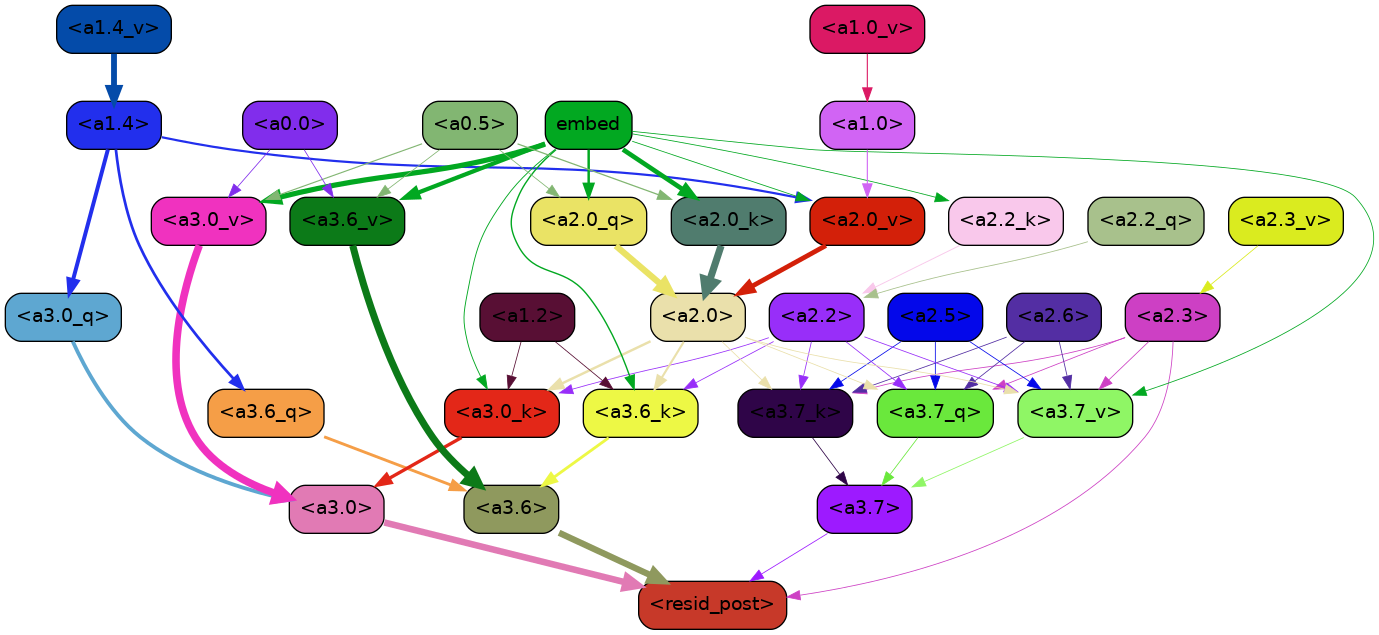 <a1.4_v> <a1.0_v>
<a1.4> <a0.0> <a0.5> embed <a1.0>
<a3.0_v> <a3.6_v> <a2.0_q> <a2.0_k> <a2.0_v> <a2.2_k> <a2.2_q> <a2.3_v>
<a3.0_q> <a1.2> <a2.0> <a2.2> <a2.5> <a2.6> <a2.3>
<a3.6_q> <a3.0_k> <a3.6_k> <a3.7_k> <a3.7_q> <a3.7_v>
<a3.0> <a3.6> <a3.7>
<resid_post>